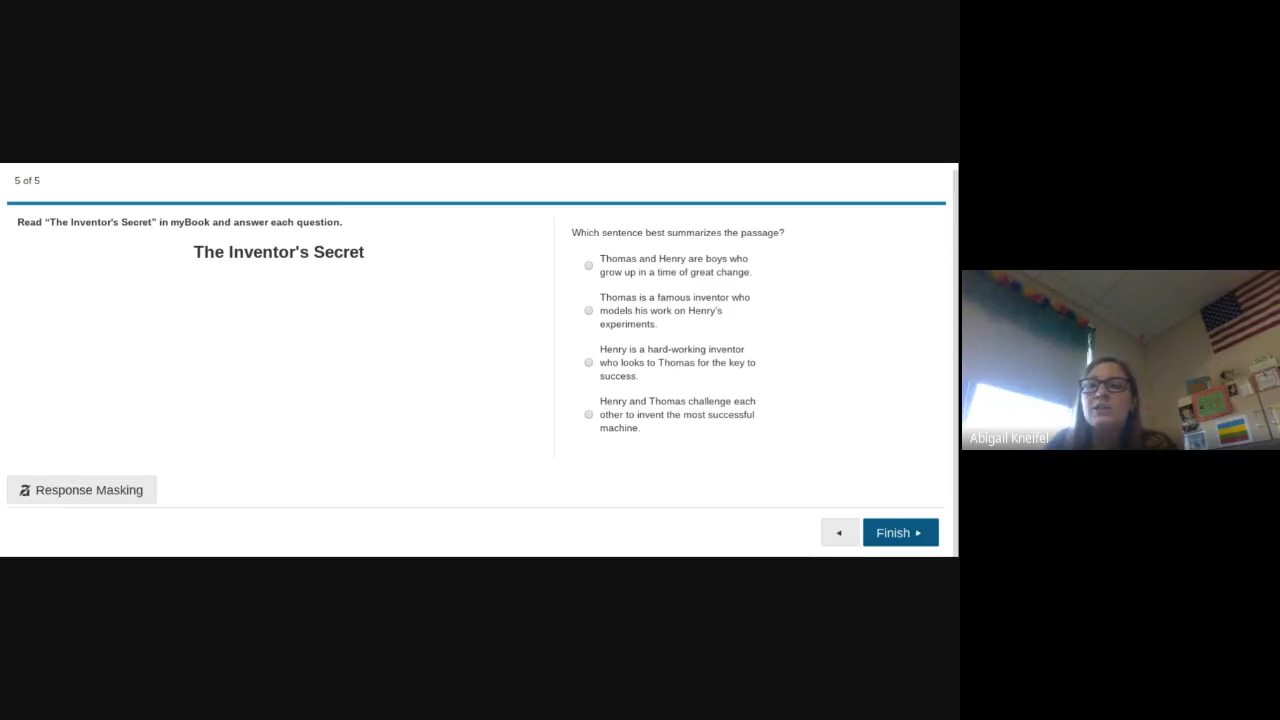 5 of 5
Read “The Inventor's Secret” in myBook and answer each question.
The Inventor's Secret
Which sentence best summarizes the passage?
Thomas and Henry are boys who
grow up in a time of great change.
Thomas is a famous inventor who
models his work on Henry's
experiments.
Henry is a hard-working inventor
who looks to Thomas for the key to
success.
Henry and Thomas challenge each
other to invent the most successful
machine.
Response Masking
Finish
Abigail Kneifel